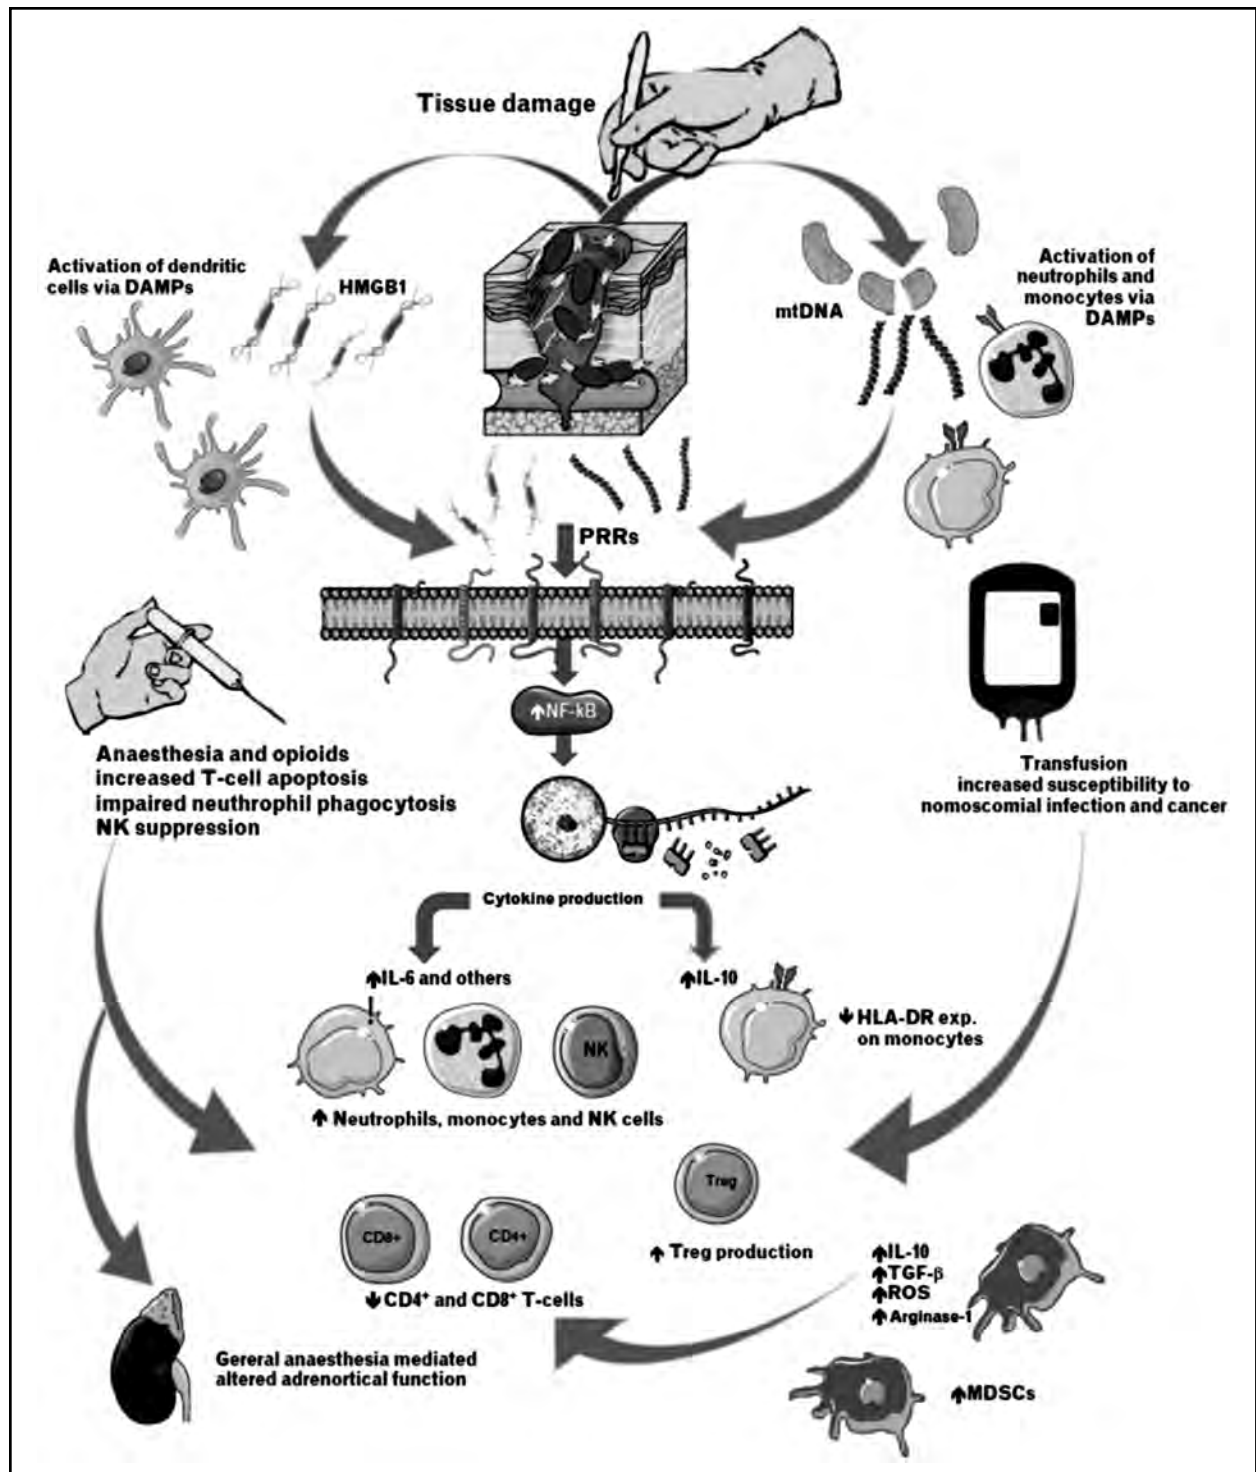 Tissue damage
Activation of dendritic
cells via DAMPs
HMGB1
mtDNA
Activation of
neutrophils and
monocytes via
DAMPs
PRRs
↑NF-kB
Anaesthesia and opioids
increased T-cell apoptosis
impaired neuthrophil phagocytosis
NK suppression
Transfusion
increased susceptibility to
nomoscomial infection and cancer
Cytokine production
↑IL-6 and others
↑IL-10
↓HLA-DR exp.
on monocytes
NK
↑ Neutrophils, monocytes and NK cells
Treg
↑ Treg production
CD8+
CD4+
↓CD4⁺ and CD8⁺ T-cells
↑IL-10
↑TGF-β
↑ROS
↑Arginase-1
Gereral anaesthesia mediated
altered adrenortical function
↑MDSCs